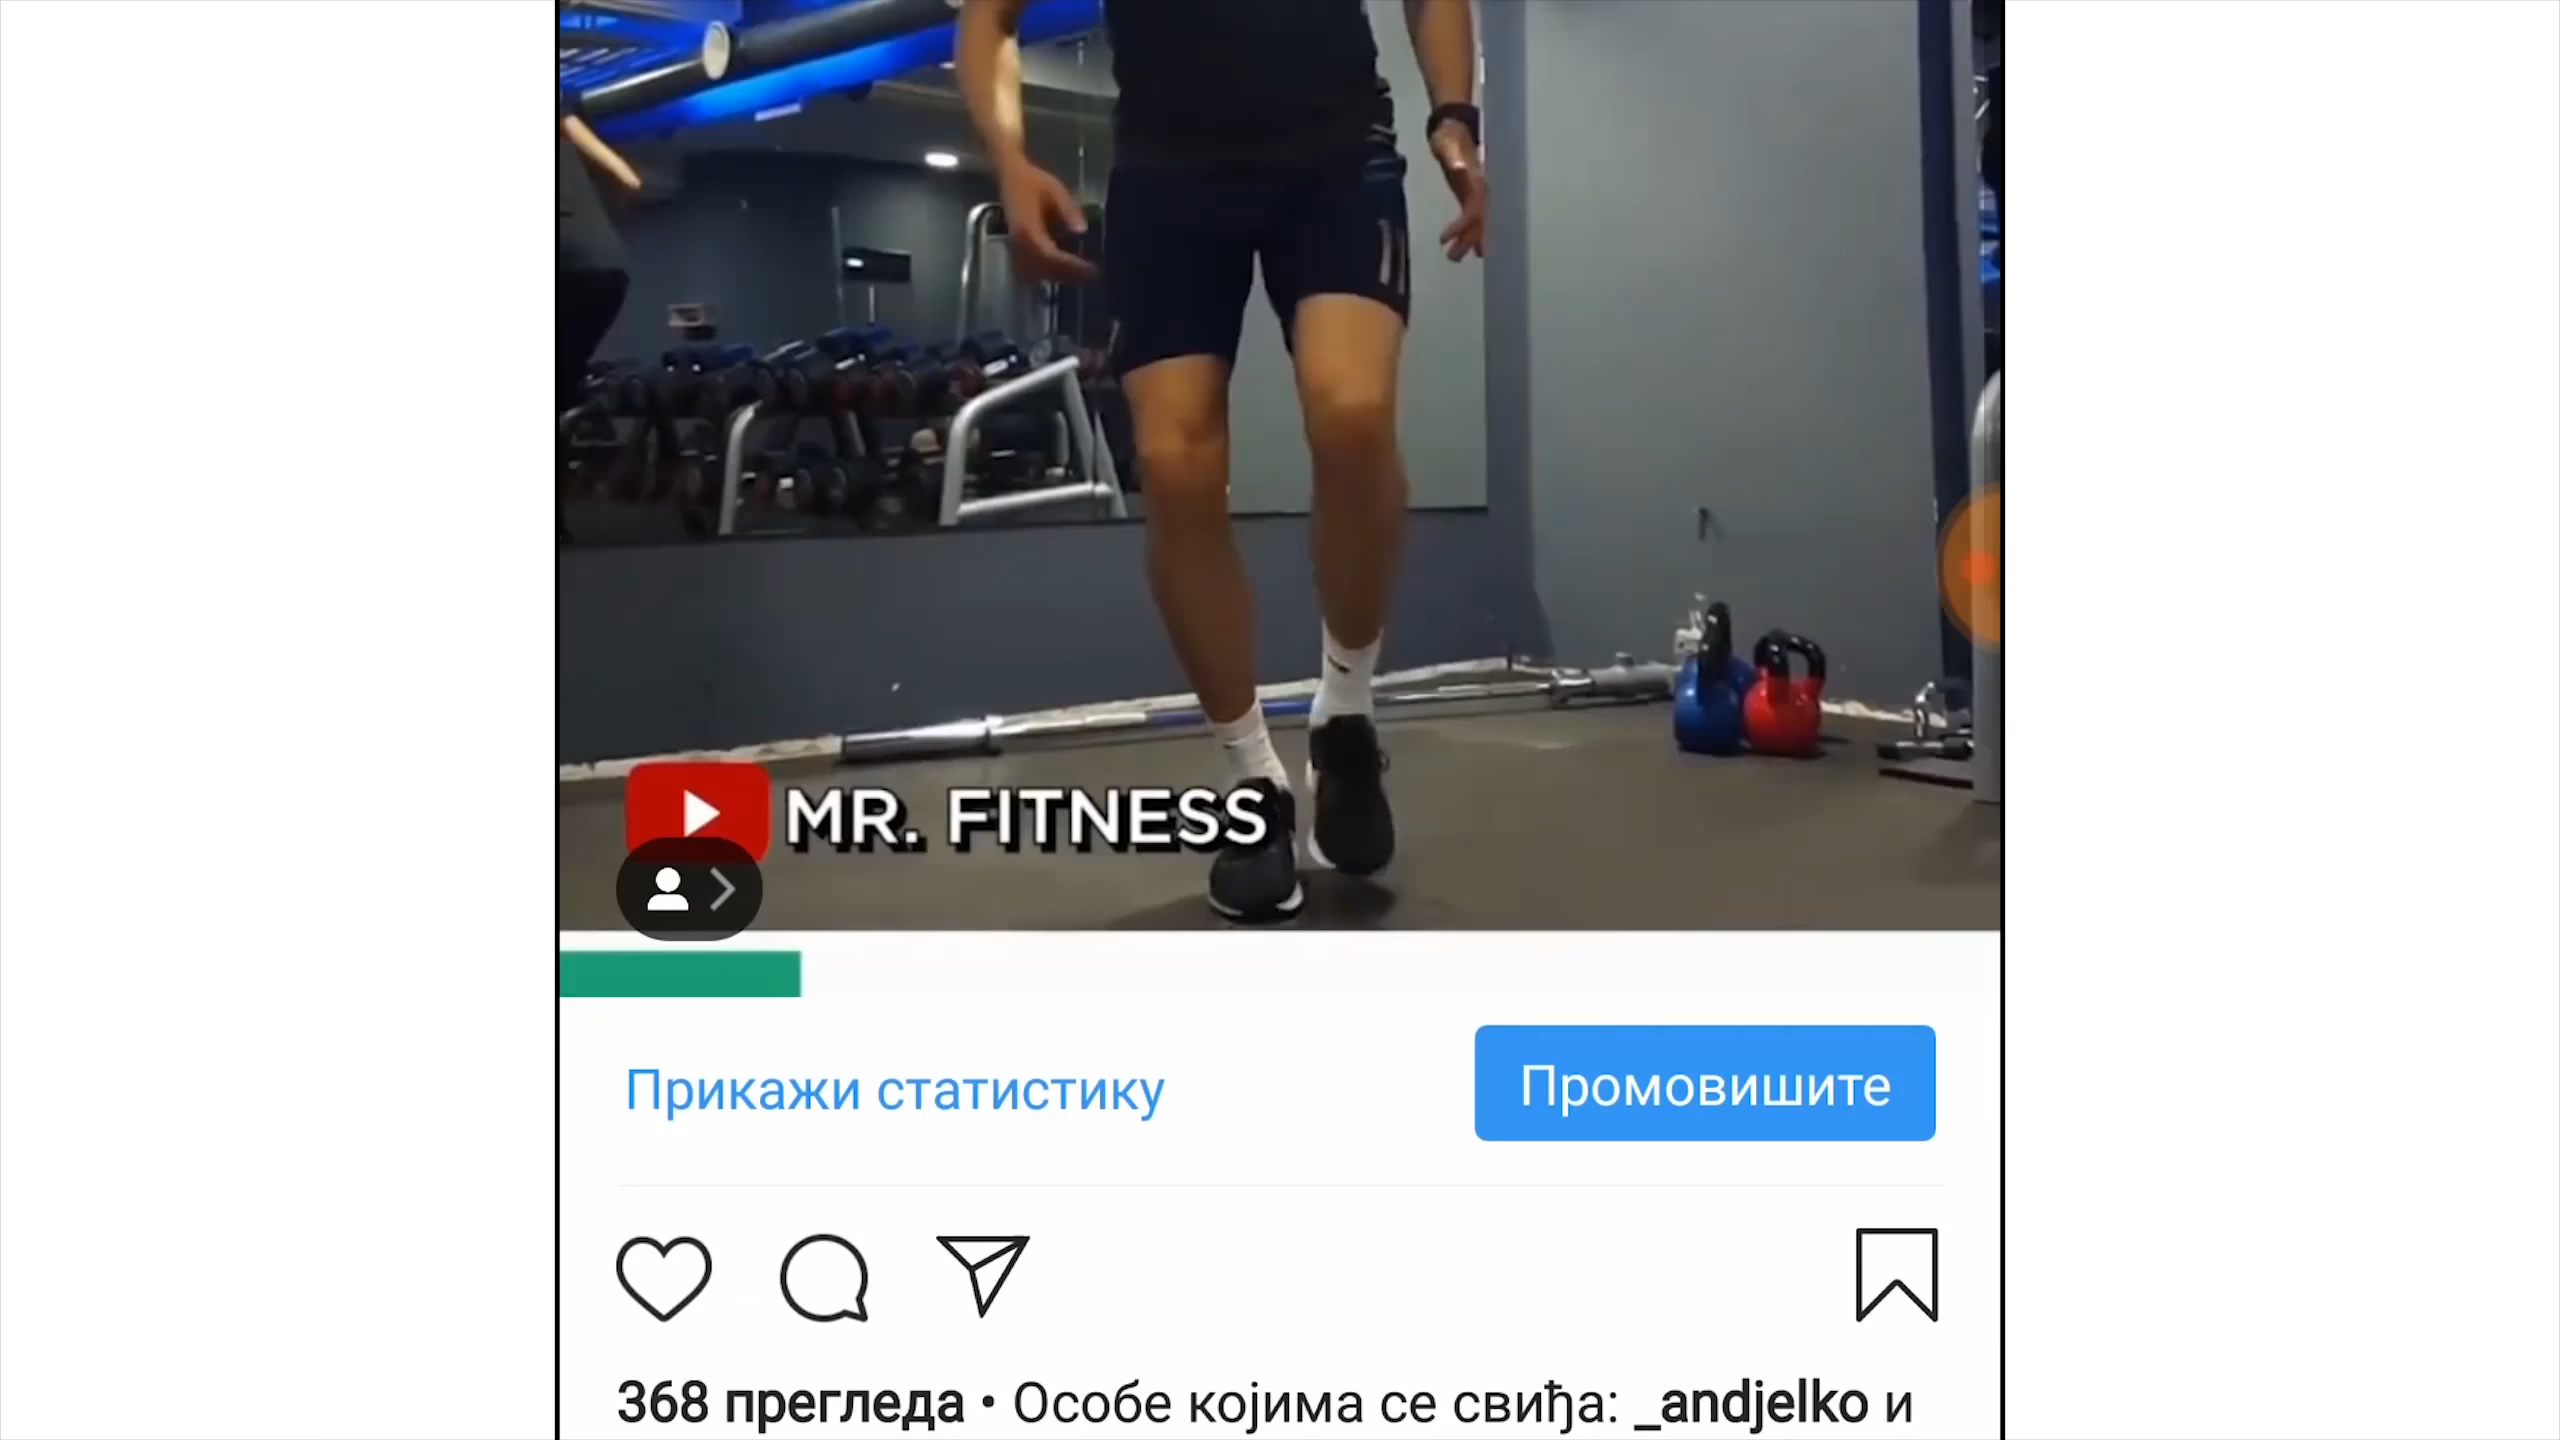 MR. FITNESS
Прикажи статистику
Промовишите
368 прегледа • Особе којима се свиђа: _andjelko и